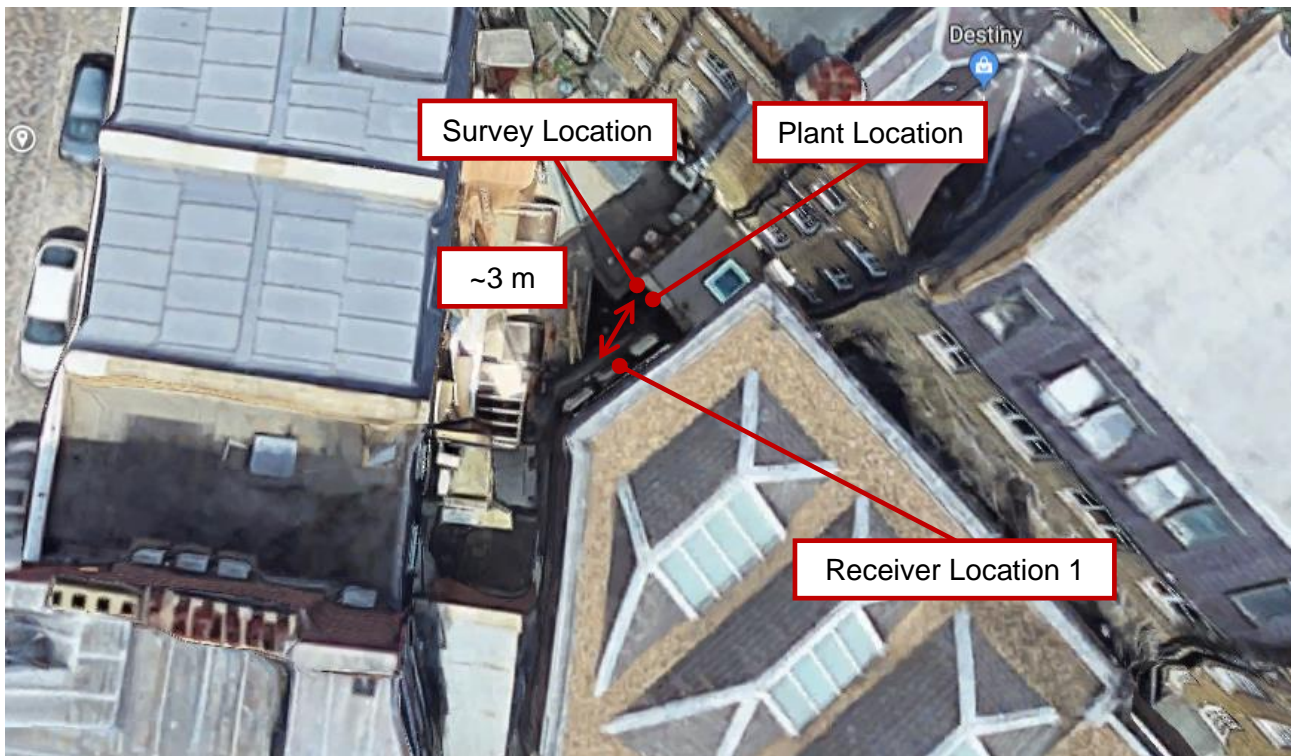 Destiny
Survey Location
Plant Location
~3 m
Receiver Location 1